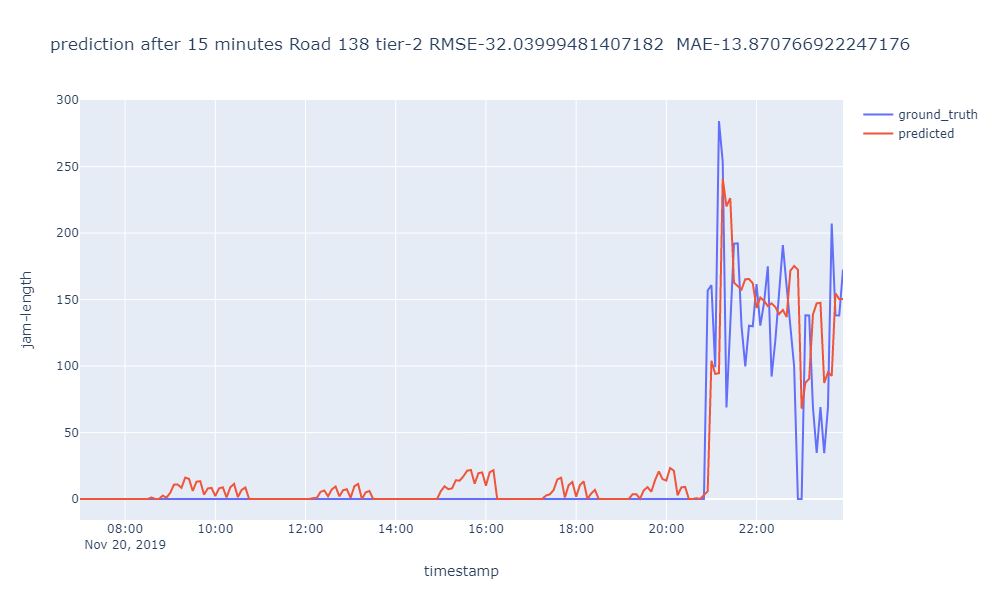 prediction after 15 minutes Road 138 tier-2 RMSE-32.03999481407182  MAE-13.870766922247176
ground_truth
predicted
300
250
200
150
100
50
0
jam-length
08:00 10:00 12:00 14:00 16:00 18:00 20:00 22:00
Nov 20, 2019
timestamp